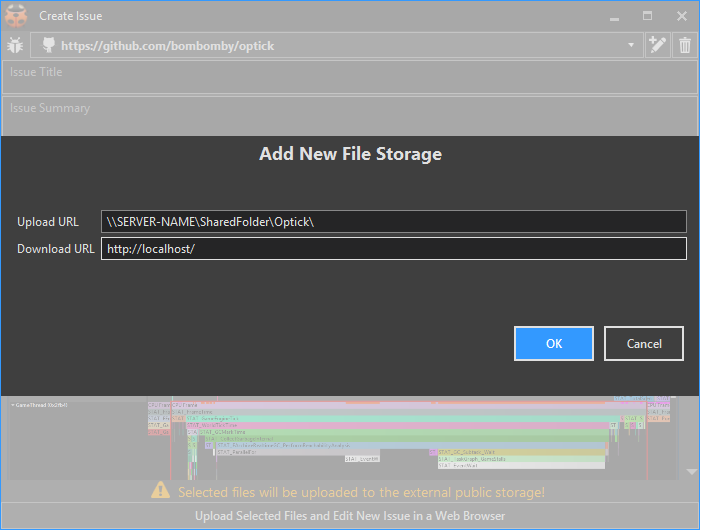 Create Issue
https://github.com/bombomby/optick
Issue Title
Issue Summary
Add New File Storage
Upload URL
\\SERVER-NAME\SharedFolder\Optick\
Download URL
http://localhost/
OK
Cancel
STAT_ParallelFor
STAT_EventWait
Selected files will be uploaded to the external public storage!
Upload Selected Files and Edit New Issue in a Web Browser